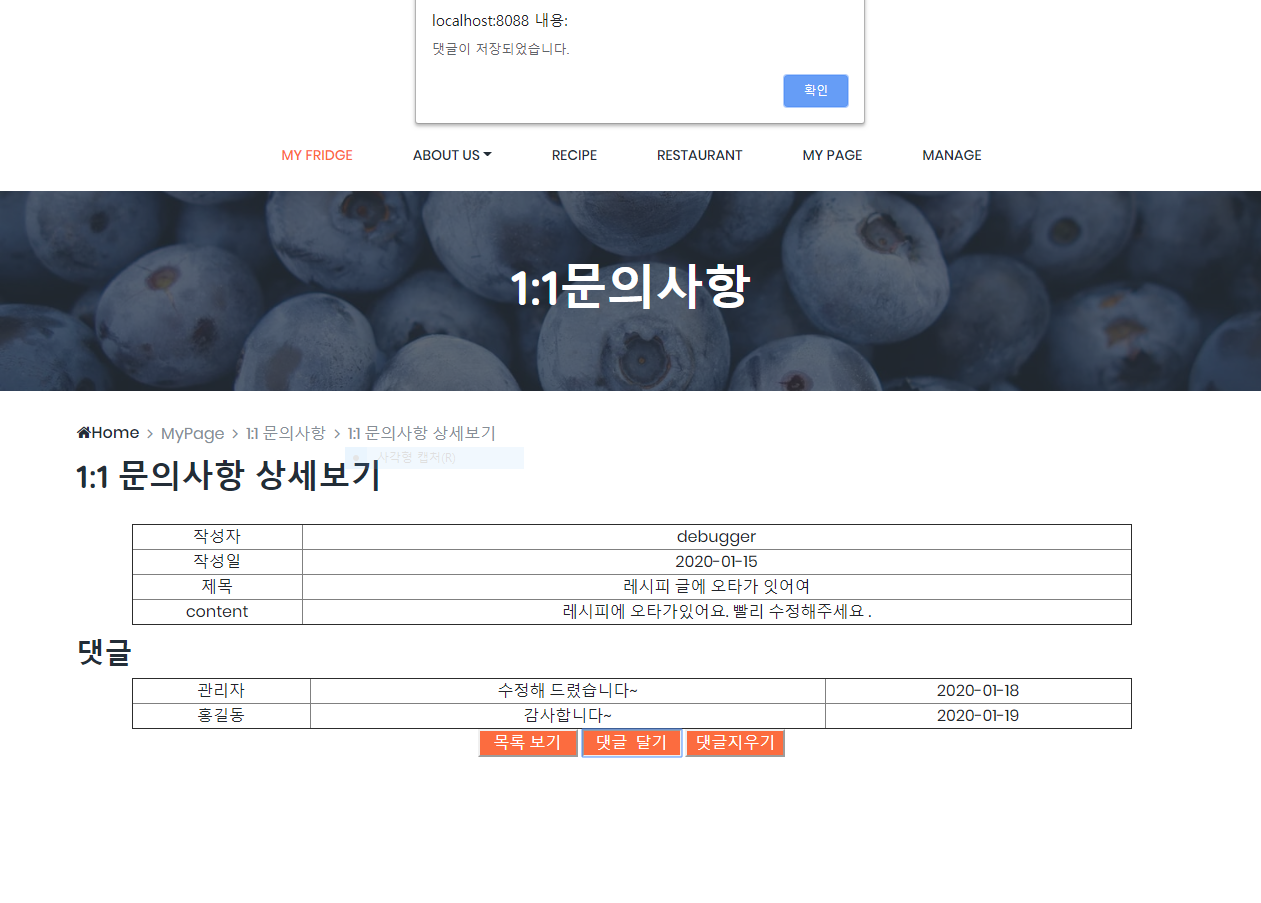 localhost:8088 내용:
댓글이 저장되었습니다.
확인
MY FRIDGE ABOUT US RECIPE RESTAURANT MY PAGE MANAGE
1:1문의사항
Home > MyPage > 1:1 문의사항 > 1:1 문의사항 상세보기
사각형 캡처(R)
1:1 문의사항 상세보기
작성자 debugger
작성일 2020-01-15
제목 레시피 글에 오타가 잇어여
content 레시피에 오타가있어요. 빨리 수정해주세요 .
댓글
관리자 수정해 드렸습니다~ 2020-01-18
홍길동 감사합니다~ 2020-01-19
목록 보기 댓글 달기 댓글지우기